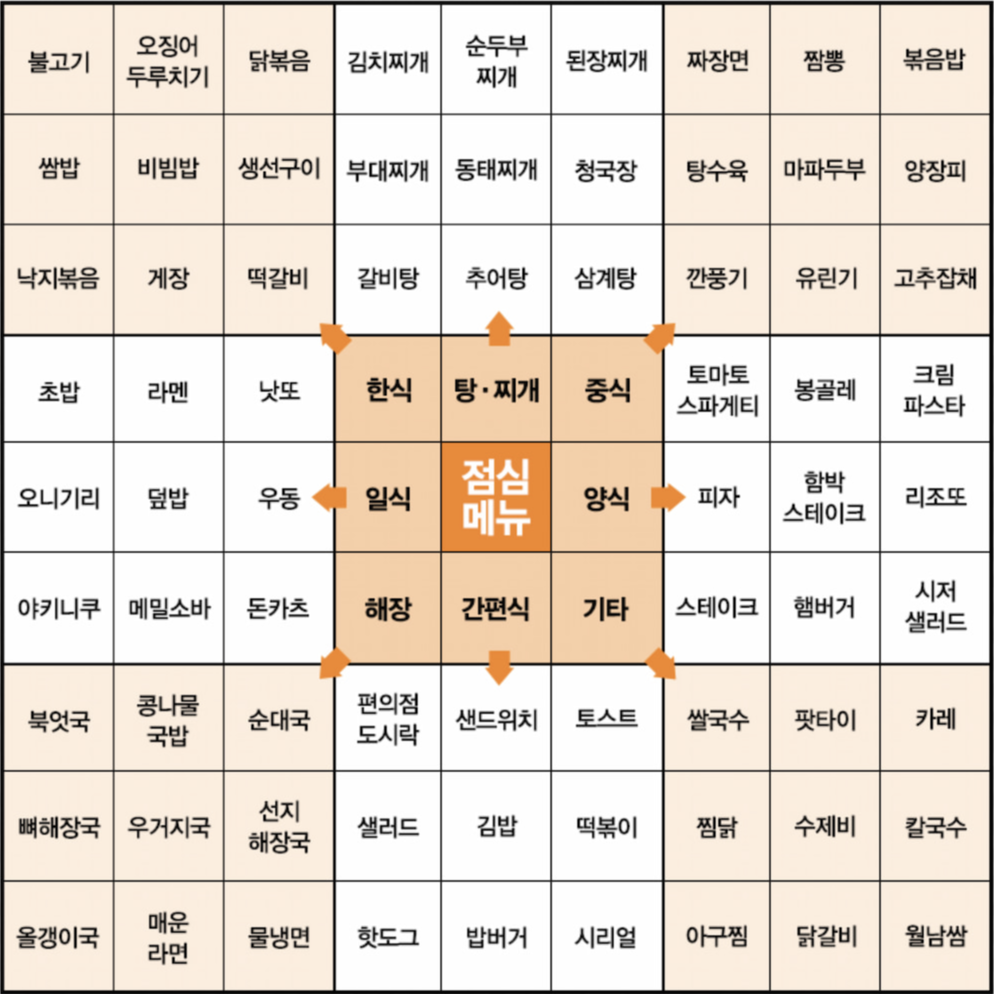 불고기
오징어
두루치기
닭볶음
김치찌개
순두부
찌개
된장찌개
짜장면
짬뽕
볶음밥
쌈밥
비빔밥
생선구이
부대찌개
동태찌개
청국장
탕수육
마파두부
양장피
낙지볶음
게장
떡갈비
갈비탕
추어탕
삼계탕
깐풍기
유린기
고추잡채
초밥
라멘
낫또
한식
탕·찌개
중식
토마토
스파게티
봉골레
크림
파스타
오니기리
덮밥
우동
일식
점심
메뉴
양식
피자
함박
스테이크
리조또
야키니쿠
메밀소바
돈카츠
해장
간편식
기타
스테이크
햄버거
시저
샐러드
북엇국
콩나물
국밥
순대국
편의점
도시락
샌드위치
토스트
쌀국수
팟타이
카레
뼈해장국
우거지국
선지
해장국
샐러드
김밥
떡볶이
찜닭
수제비
칼국수
올갱이국
매운
라면
물냉면
핫도그
밥버거
시리얼
아구찜
닭갈비
월남쌈